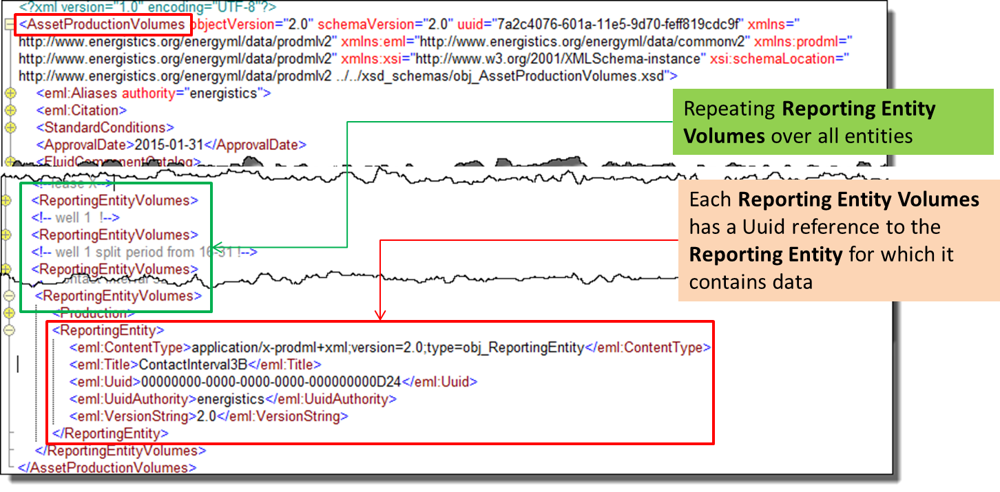 <?xml version="1.0" encoding="UTF-8"?>
<AssetProductionVolumes objectVersion="2.0" schemaVersion="2.0" uuid="7a2c4076-601a-11e5-9d70-feff819cdc9f" xmlns="
http://www.energistics.org/energyml/data/prodmlv2" xmlns:eml="http://www.energistics.org/energyml/data/commonv2" xmlns:prodml="
http://www.energistics.org/energyml/data/prodmlv2" xmlns:xsi="http://www.w3.org/2001/XMLSchema-instance" xsi:schemaLocation="
http://www.energistics.org/energyml/data/prodmlv2 ../../xsd_schemas/obj_AssetProductionVolumes.xsd">
<eml:Aliases authority="energistics">
<eml:Citation>
<StandardConditions>
<ApprovalDate>2015-01-31</ApprovalDate>
<FluidComponentCatalog>
Repeating Reporting Entity
Volumes over all entities
<!--lease X-->
<ReportingEntityVolumes>
<!-- well 1 !-->
<ReportingEntityVolumes>
<!-- well 1 split period from 16-31 !-->
<ReportingEntityVolumes>
<ReportingEntityVolumes>
Each Reporting Entity Volumes
has a Uuid reference to the
Reporting Entity for which it
contains data
<Production>
<ReportingEntity>
<eml:ContentType>application/x-prodml+xml;version=2.0;type=obj_ReportingEntity</eml:ContentType>
<eml:Title>ContactInterval3B</eml:Title>
<eml:Uuid>00000000-0000-0000-0000-000000000D24</eml:Uuid>
<eml:UuidAuthority>energistics</eml:UuidAuthority>
<eml:VersionString>2.0</eml:VersionString>
</ReportingEntity>
</ReportingEntityVolumes>
</AssetProductionVolumes>